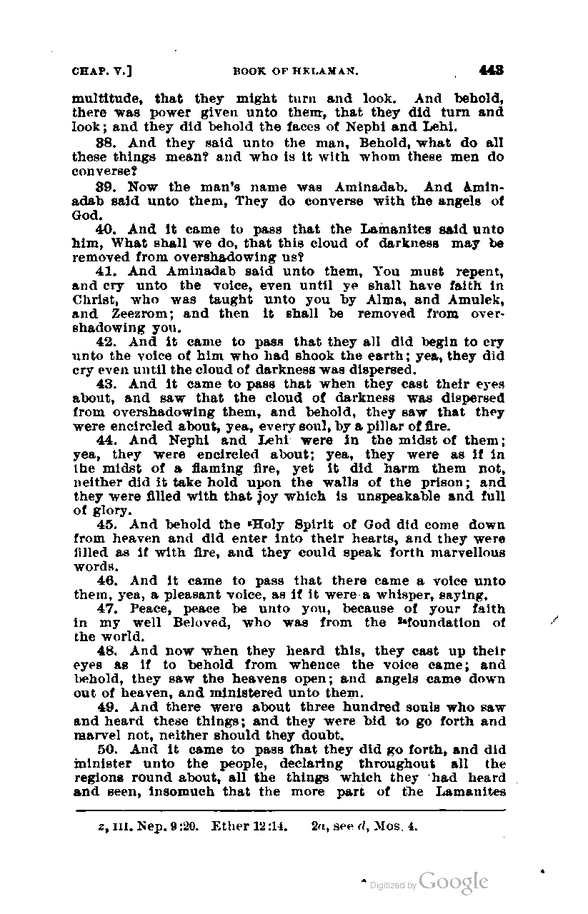 CHAP. V.] BOOK OF HELAMAN. 443
multitude, that they might turn and look. And behold,
there was power given unto them, that they did turn and
look; and they did behold the faces of Nephi and Lehi.
38. And they said unto the man, Behold, what do all
these things mean? and who is it with whom these men do
converse?
39. Now the man's name was Aminadab. And Amin-
adab said unto them, They do converse with the angels of
God.
40. And it came to pass that the Lamanites said unto
him, What shall we do, that this cloud of darkness may be
removed from overshadowing us?
41. And Aminadab said unto them, You must repent,
and cry unto the voice, even until ye shall have faith in
Christ, who was taught unto you by Alma, and Amulek,
and Zeezrom; and then it shall be removed from over-
shadowing you.
42. And it came to pass that they all did begin to cry
unto the voice of him who had shook the earth; yea, they did
cry even until the cloud of darkness was dispersed.
43. And it came to pass that when they cast their eyes
about, and saw that the cloud of darkness was dispersed
from overshadowing them, and behold, they saw that they
were encircled about, yea, every soul, by a pillar of fire.
44. And Nephi and Lehi were in the midst of them;
yea, they were encircled about; yea, they were as if in
the midst of a flaming fire, yet it did harm them not,
neither did it take hold upon the walls of the prison; and
they were filled with that joy which is unspeakable and full
of glory.
45. And behold the zHoly Spirit of God did come down
from heaven and did enter into their hearts, and they were
filled as if with fire, and they could speak forth marvellous
words.
46. And it came to pass that there came a voice unto
them, yea, a pleasant voice, as if it were a whisper, saying,
47. Peace, peace be unto you, because of your faith
in my well Beloved, who was from the 2afoundation of
the world.
48. And now when they heard this, they cast up their
eyes as if to behold from whence the voice came; and
behold, they saw the heavens open; and angels came down
out of heaven, and ministered unto them.
49. And there were about three hundred souls who saw
and heard these things; and they were bid to go forth and
marvel not, neither should they doubt.
50. And it came to pass that they did go forth, and did
minister unto the people, declaring throughout all the
regions round about, all the things which they had heard
and seen, insomuch that the more part of the Lamanites
z, III. Nep. 9:20. Ether 12:14. 2a, see d, Mos. 4.
Digitized by Google